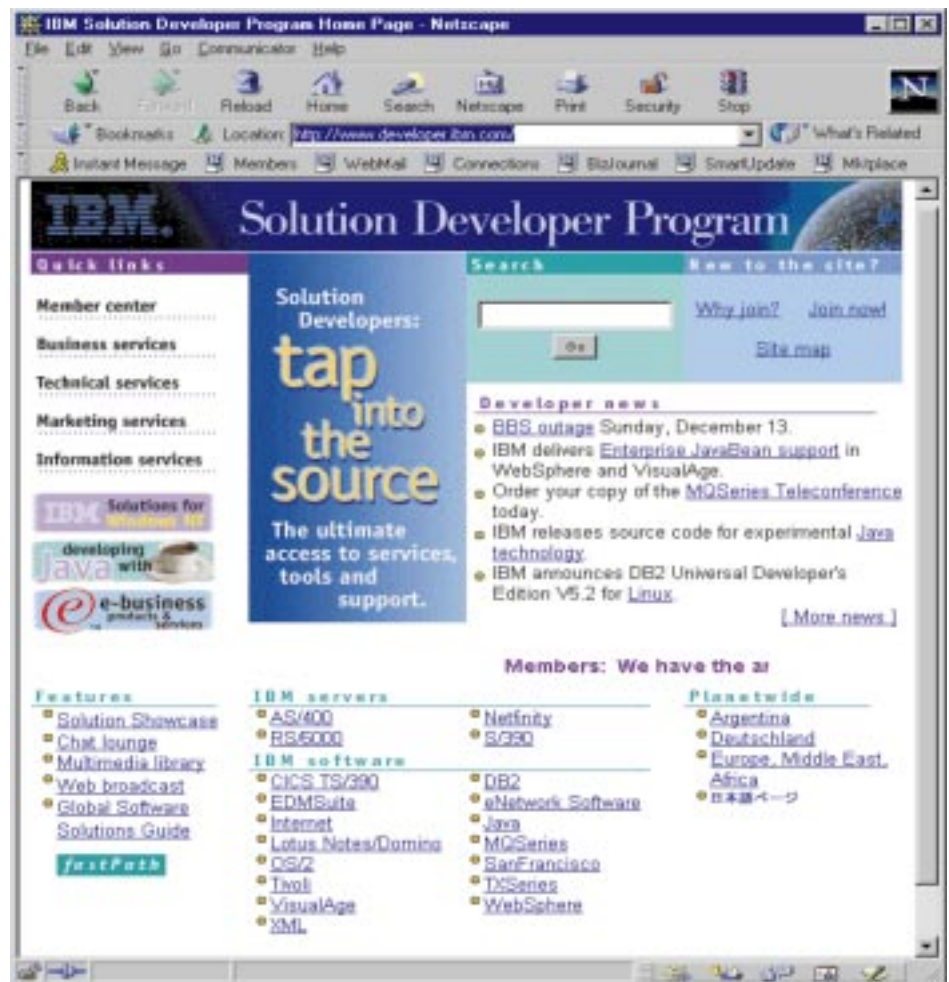 IBM Solution Developer Program Home Page - Netscape
File Edit View Go Communicator Help
Back Forward Reload Home Search Netscape Print Security Stop
N
Bookmarks Location: http://www.developer.ibm.com/ What's Related
Instant Message Members WebMail Connections BizJournal SmartUpdate Mktplace
IBM. Solution Developer Program
Quick links
Member center
Business services
Technical services
Marketing services
Information services
IBM Solutions for
Windows NT
developing
Java with
e-business
products &
services
Solution
Developers:
tap
into
the
source
The ultimate
access to services,
tools and
support.
Search
Go
New to the site?
Why join? Join now!
Site map
Developer news
BBS outage Sunday, December 13.
IBM delivers Enterprise JavaBean support in
WebSphere and VisualAge.
Order your copy of the MQSeries Teleconference
today.
IBM releases source code for experimental Java
technology.
IBM announces DB2 Universal Developer's
Edition V5.2 for Linux.
[ More news ]
Members: We have the ar
Features
Solution Showcase
Chat lounge
Multimedia library
Web broadcast
Global Software
Solutions Guide
fastPath
IBM servers
AS/400
RS/6000
Netfinity
S/390
IBM software
CICS TS/390
EDMSuite
Internet
Lotus Notes/Domino
OS/2
Tivoli
VisualAge
XML
DB2
eNetwork Software
Java
MQSeries
SanFrancisco
TXSeries
WebSphere
Planetwide
Argentina
Deutschland
Europe, Middle East,
Africa
日本語ページ